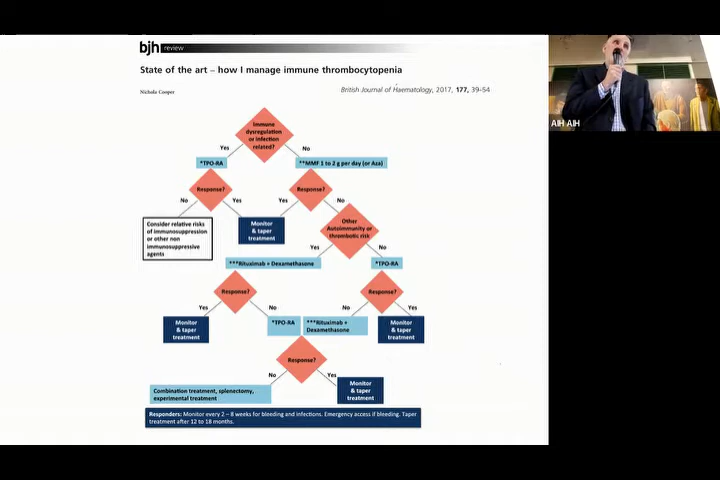 bjh review
State of the art – how I manage immune thrombocytopenia
Nichola Cooper
British Journal of Haematology, 2017, 177, 39–54
Immune
dysregulation
or infection
related?
Yes
No
*TPO-RA
**MMF 1 to 2 g per day (or Aza)
Response?
Response?
No
Yes
Yes
No
Consider relative risks
of immunosuppression
or other non
immunosuppressive
agents
Monitor
& taper
treatment
Other
Autoimmunity or
thrombotic risk
Yes
No
***Rituximab + Dexamethasone
*TPO-RA
Response?
Response?
Yes
No
No
Yes
Monitor
& taper
treatment
*TPO-RA
***Rituximab +
Dexamethasone
Monitor
& taper
treatment
Response?
No
Yes
Combination treatment, splenectomy,
experimental treatment
Monitor
& taper
treatment
Responders: Monitor every 2 – 8 weeks for bleeding and infections. Emergency access if bleeding. Taper
treatment after 12 to 18 months.
AIH AIH